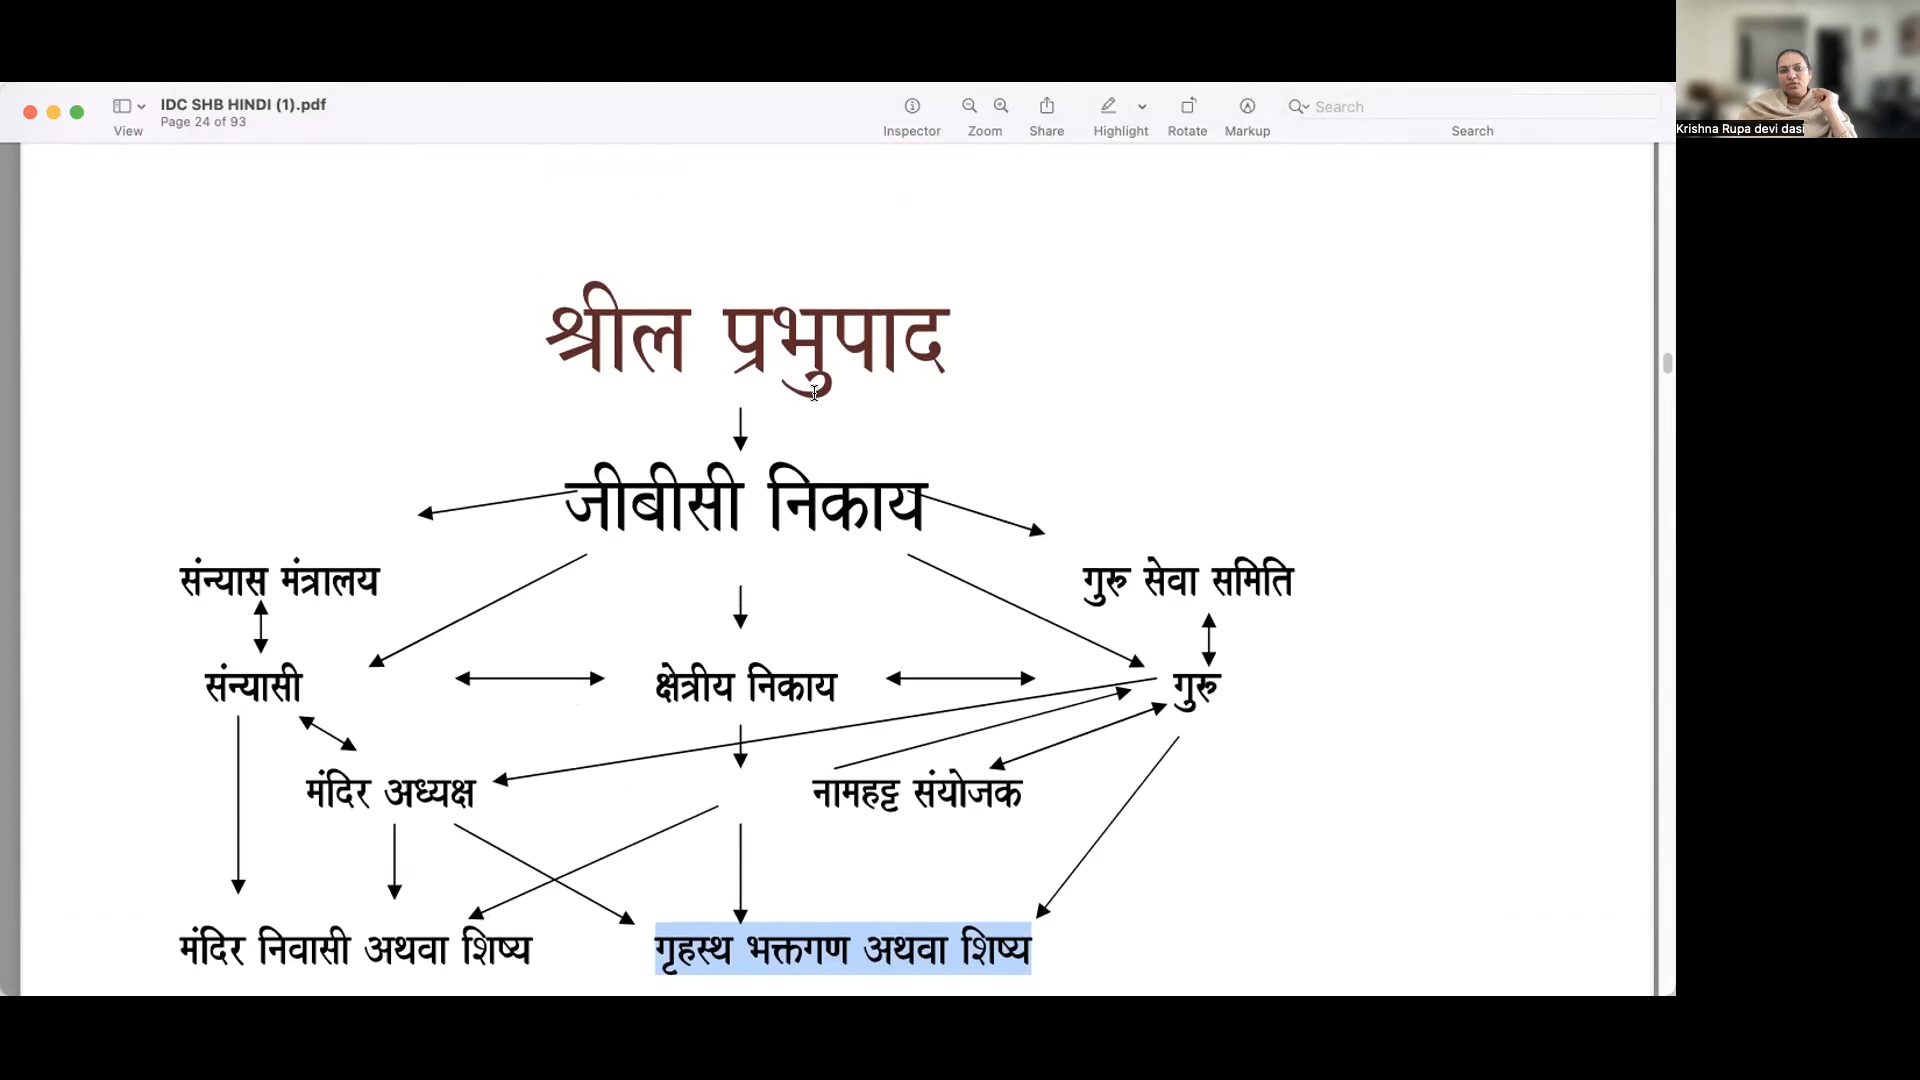 IDC SHB HINDI (1).pdf
Page 24 of 93
View
Inspector
Zoom
Share
Highlight
Rotate
Markup
Search
Search
Krishna Rupa devi dasi
श्रील प्रभुपाद
जीबीसी निकाय
संन्यास मंत्रालय
गुरु सेवा समिति
संन्यासी
क्षेत्रीय निकाय
गुरु
मंदिर अध्यक्ष
नामहट्ट संयोजक
मंदिर निवासी अथवा शिष्य
गृहस्थ भक्तगण अथवा शिष्य